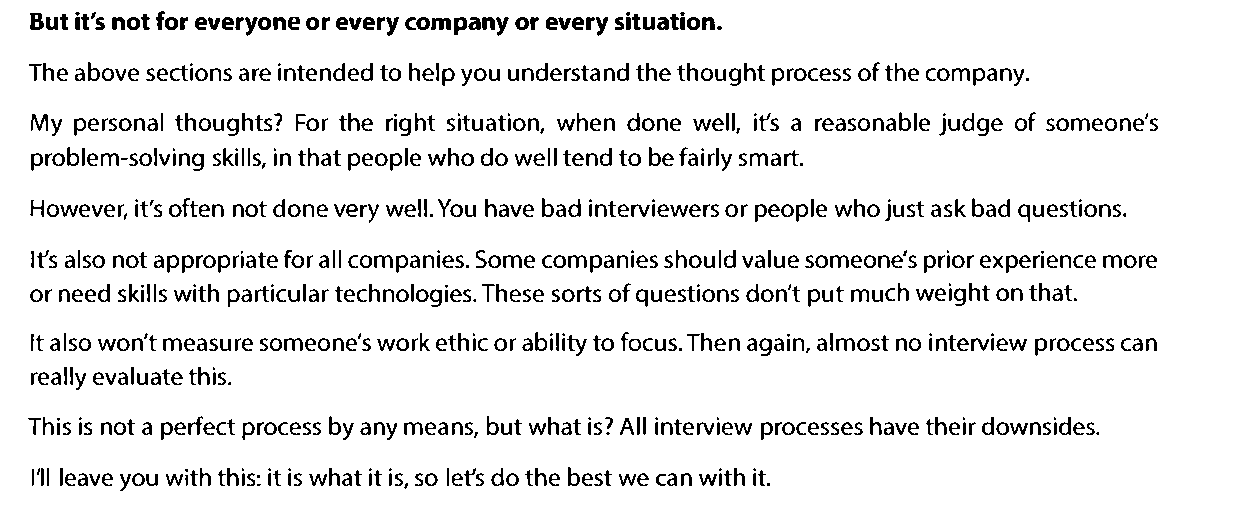 But it's not for everyone or every company or every situation.
The above sections are intended to help you understand the thought process of the company.
My personal thoughts? For the right situation, when done well, it's a reasonable judge of someone's
problem-solving skills, in that people who do well tend to be fairly smart.
However, it's often not done very well. You have bad interviewers or people who just ask bad questions.
It's also not appropriate for all companies. Some companies should value someone's prior experience more
or need skills with particular technologies. These sorts of questions don't put much weight on that.
It also won't measure someone's work ethic or ability to focus. Then again, almost no interview process can
really evaluate this.
This is not a perfect process by any means, but what is? All interview processes have their downsides.
I'll leave you with this: it is what it is, so let's do the best we can with it.